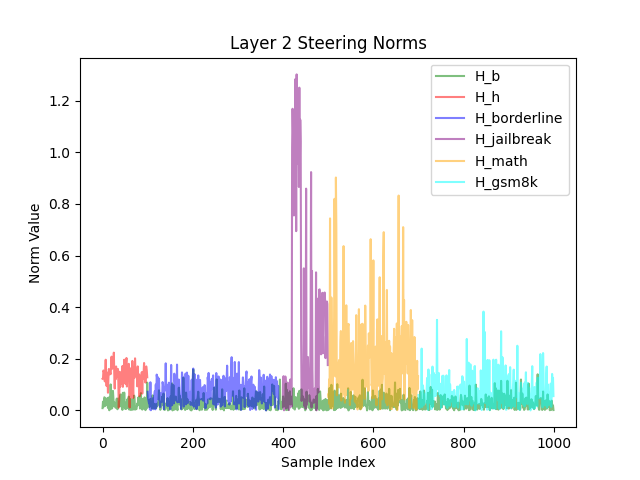 Layer 2 Steering Norms
H_b
H_h
H_borderline
H_jailbreak
H_math
H_gsm8k
Norm Value
1.2
1.0
0.8
0.6
0.4
0.2
0.0
0
200
400
600
800
1000
Sample Index